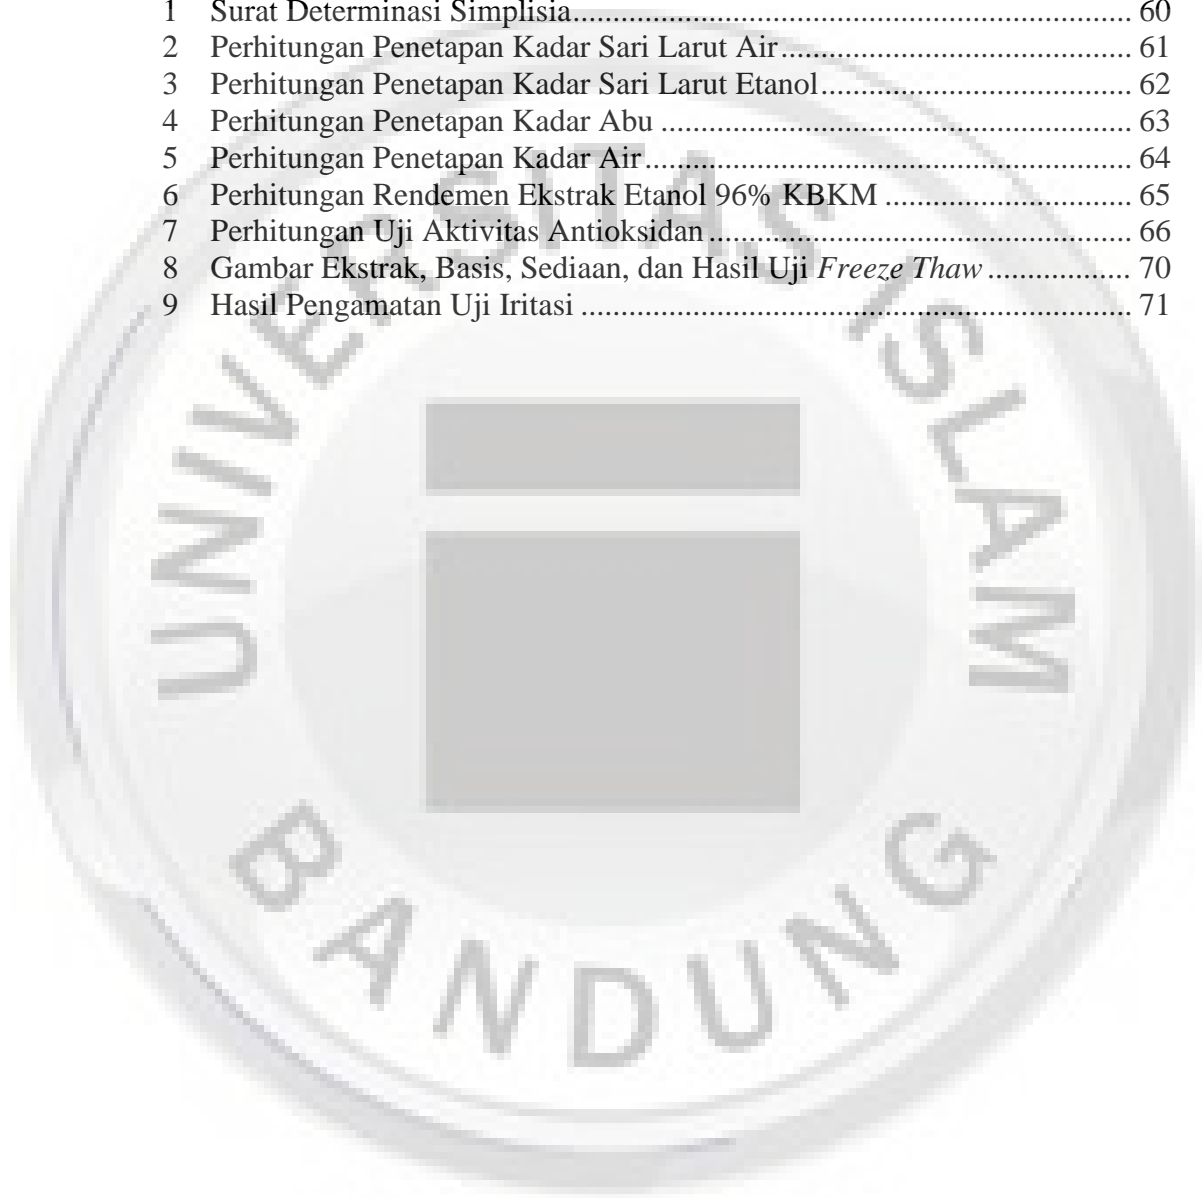 1 Surat Determinasi Simplisia.................................................................... 60
2 Perhitungan Penetapan Kadar Sari Larut Air.......................................... 61
3 Perhitungan Penetapan Kadar Sari Larut Etanol..................................... 62
4 Perhitungan Penetapan Kadar Abu ......................................................... 63
5 Perhitungan Penetapan Kadar Air........................................................... 64
6 Perhitungan Rendemen Ekstrak Etanol 96% KBKM .............................. 65
7 Perhitungan Uji Aktivitas Antioksidan ................................................... 66
8 Gambar Ekstrak, Basis, Sediaan, dan Hasil Uji Freeze Thaw ................. 70
9 Hasil Pengamatan Uji Iritasi ................................................................... 71
UNIVERSITAS ISLAM
BANDUNG